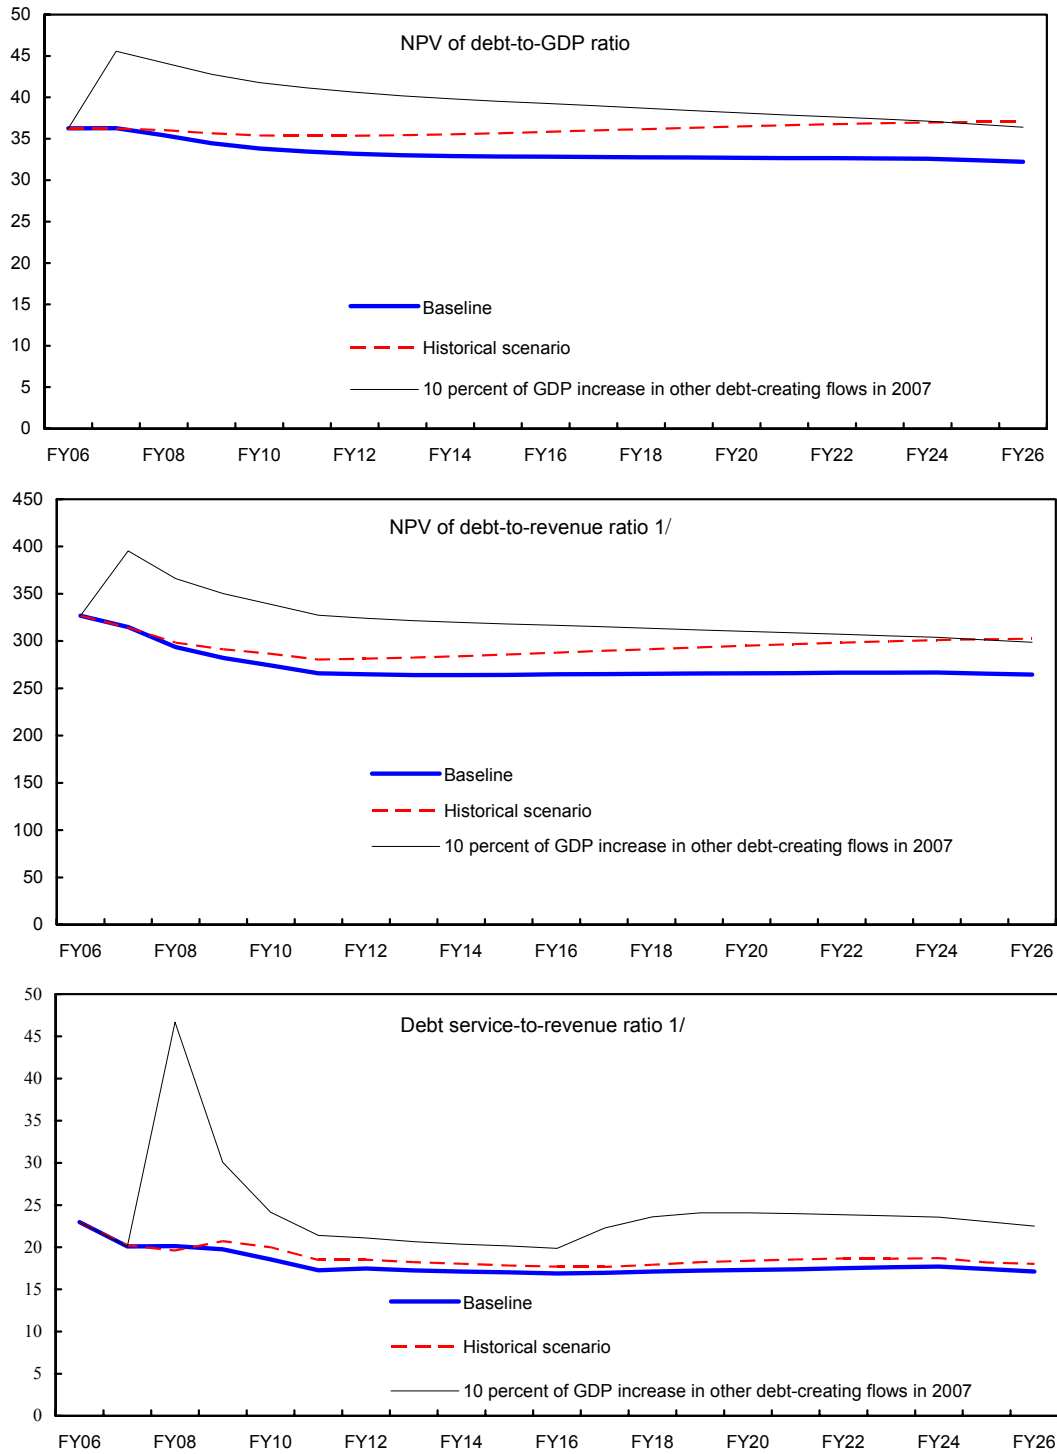 NPV of debt-to-GDP ratio
50
45
40
35
30
25
20
15
10
5
0
Baseline
Historical scenario
10 percent of GDP increase in other debt-creating flows in 2007
FY06 FY08 FY10 FY12 FY14 FY16 FY18 FY20 FY22 FY24 FY26
NPV of debt-to-revenue ratio 1/
450
400
350
300
250
200
150
100
50
0
Baseline
Historical scenario
10 percent of GDP increase in other debt-creating flows in 2007
FY06 FY08 FY10 FY12 FY14 FY16 FY18 FY20 FY22 FY24 FY26
Debt service-to-revenue ratio 1/
50
45
40
35
30
25
20
15
10
5
0
Baseline
Historical scenario
10 percent of GDP increase in other debt-creating flows in 2007
FY06 FY08 FY10 FY12 FY14 FY16 FY18 FY20 FY22 FY24 FY26